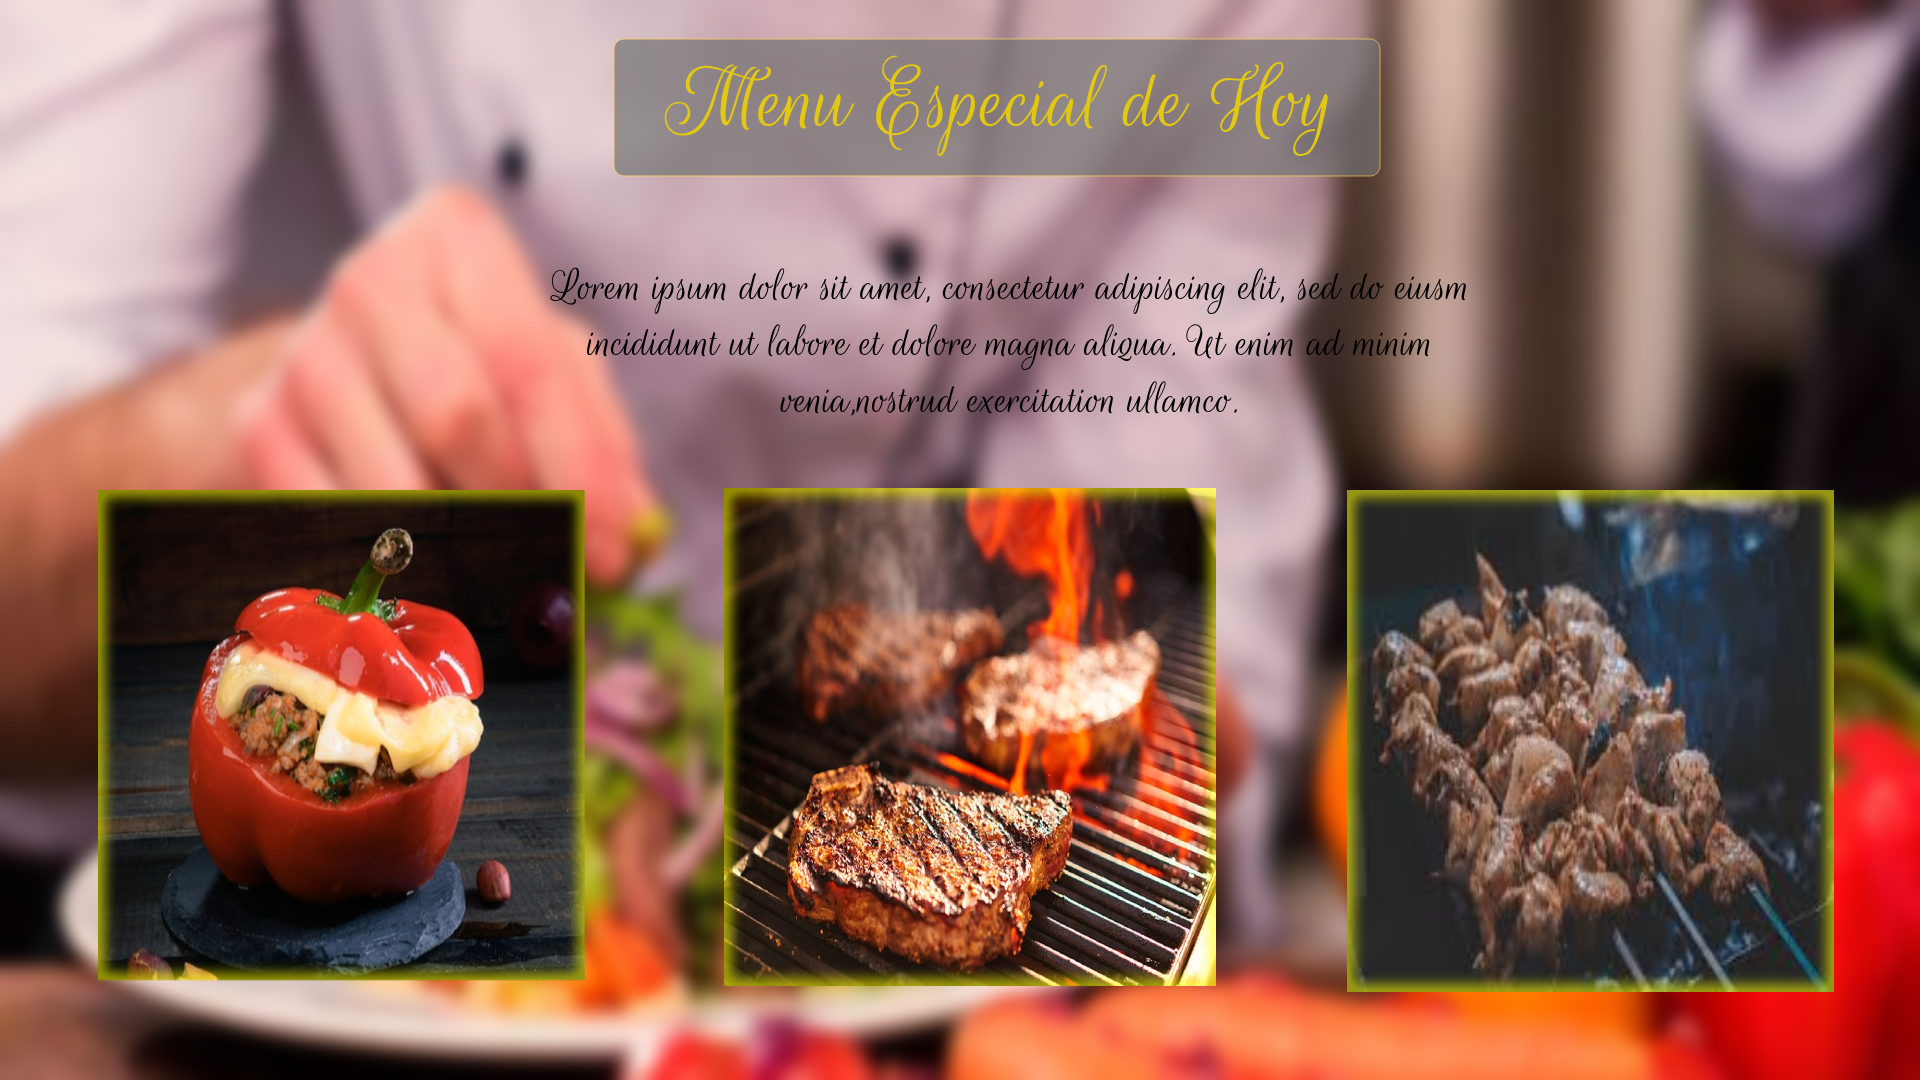 Menu Especial de Hoy
Lorem ipsum dolor sit amet, consectetur adipiscing elit, sed do eiusm
incididunt ut labore et dolore magna aliqua. Ut enim ad minim
venia,nostrud exercitation ullamco.